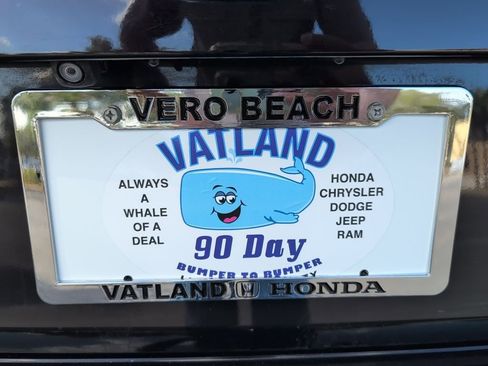 VERO BEACH
VATLAND
ALWAYS
A
WHALE
OF A
DEAL
HONDA
CHRYSLER
DODGE
JEEP
RAM
90 Day
BUMPER TO BUMPER
VATLAND HONDA